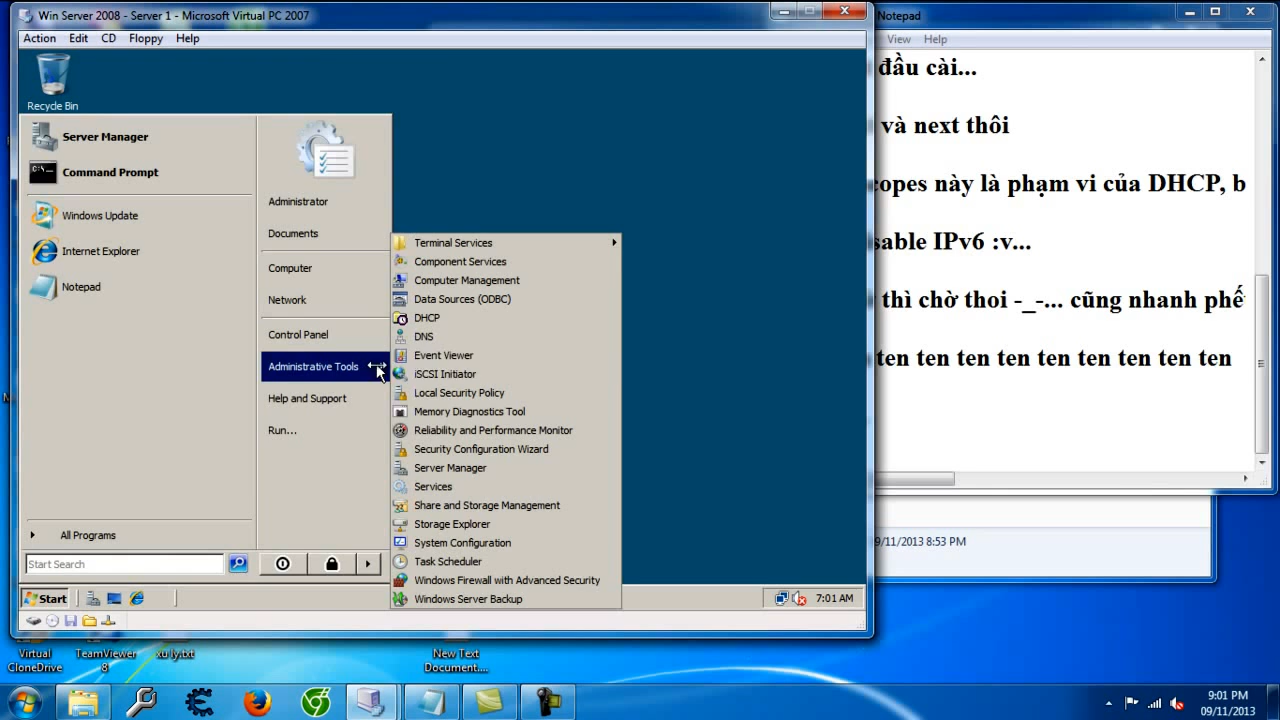 Win Server 2008 - Server 1 - Microsoft Virtual PC 2007
Action Edit CD Floppy Help
Recycle Bin
Server Manager
Command Prompt
Windows Update
Internet Explorer
Notepad
All Programs
Start Search
Administrator
Documents
Computer
Network
Control Panel
Administrative Tools
Help and Support
Run...
Terminal Services
Component Services
Computer Management
Data Sources (ODBC)
DHCP
DNS
Event Viewer
iSCSI Initiator
Local Security Policy
Memory Diagnostics Tool
Reliability and Performance Monitor
Security Configuration Wizard
Server Manager
Services
Share and Storage Management
Storage Explorer
System Configuration
Task Scheduler
Windows Firewall with Advanced Security
Windows Server Backup
Start
7:01 AM
Notepad
View Help
đầu cài...
và next thôi
copes này là phạm vi của DHCP, b
sable IPv6 :v...
thì chờ thoi -_-... cũng nhanh phế
ten ten ten ten ten ten ten ten ten
9/11/2013 8:53 PM
Virtual
CloneDrive
TeamViewer
8
xu ly.txt
New Text
Document....
9:01 PM
09/11/2013